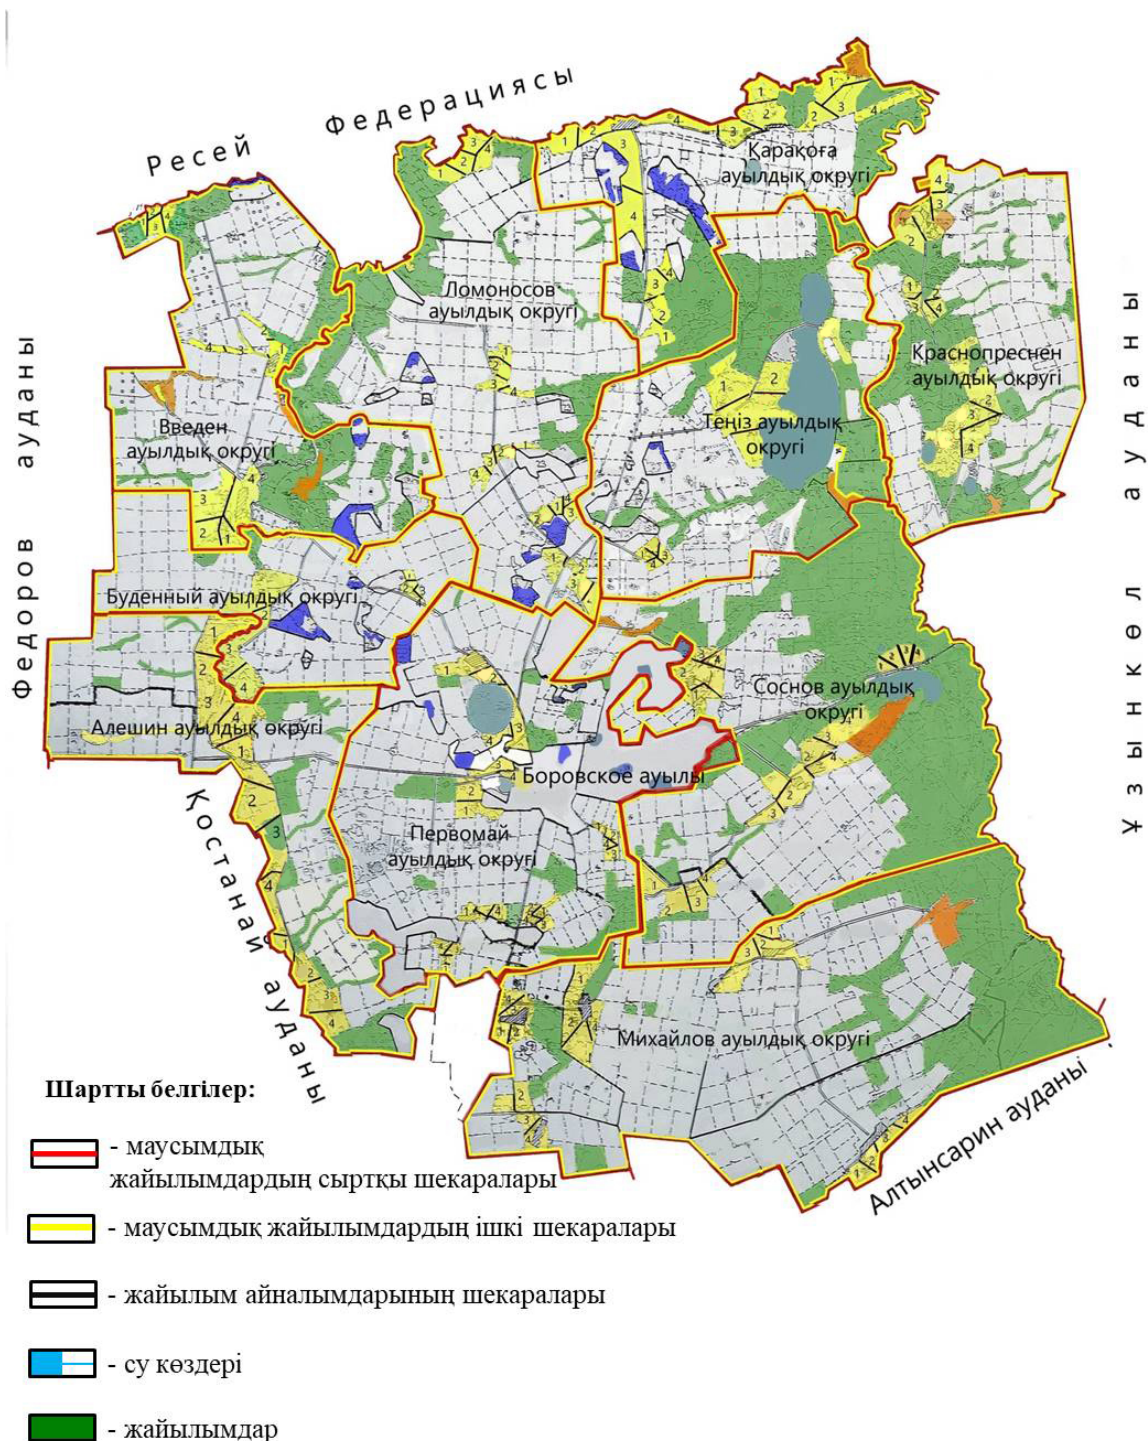 Ресей Федерациясы
Қарақоға
ауылдық округі
Ломоносов
ауылдық округі
Краснопреснен
ауылдық округі
Введен
ауылдық округі
Теңіз ауылдық
округі
Федоров ауданы
Ұзынкөл ауданы
Буденный ауылдық округі
Соснов ауылдық
округі
Алешин ауылдық округі
Боровское ауылы
Первомай
ауылдық округі
Қостанай ауданы
Михайлов ауылдық округі
Алтынсарин ауданы
Шартты белгілер:
- маусымдық
жайылымдардың сыртқы шекаралары
- маусымдық жайылымдардың ішкі шекаралары
- жайылым айналымдарының шекаралары
- су көздері
- жайылымдар